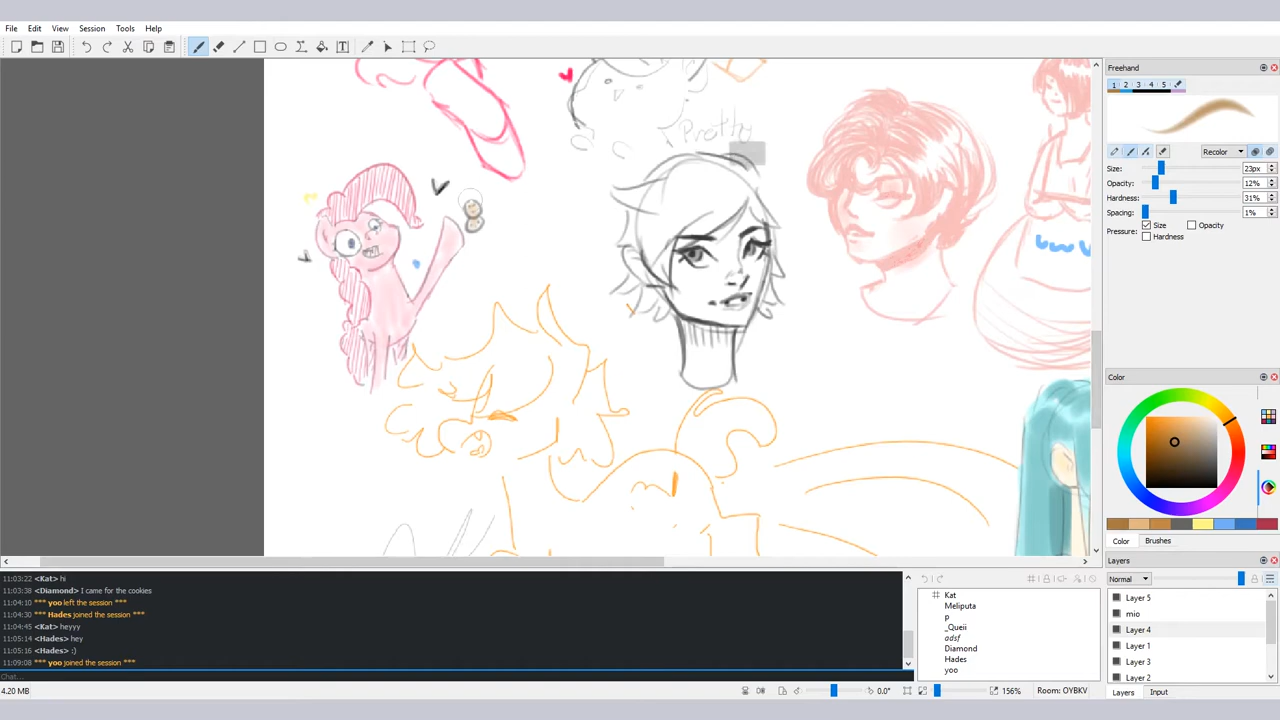 File Edit View Session Tools Help
Freehand
1 2 3 4 5
Pretty
Recolor
Size: 23px
Opacity: 12%
Hardness: 31%
Spacing: 1%
Pressure: Size Opacity
Hardness
Color
Color Brushes
Layers
Normal
Layer 5
mio
Layer 4
Layer 1
Layer 3
Layer 2
Layers Input
11:03:22 <Kat> hi
11:03:38 <Diamond> I came for the cookies
11:04:10 *** yoo left the session ***
11:04:30 *** Hades joined the session ***
11:04:45 <Kat> heyyy
11:05:14 <Hades> hey
11:05:16 <Hades> :)
11:09:08 *** yoo joined the session ***
Chat...
Kat
Meliputa
p
_Queii
adsf
Diamond
Hades
yoo
4.20 MB 0.0° 156% Room: OYBKV